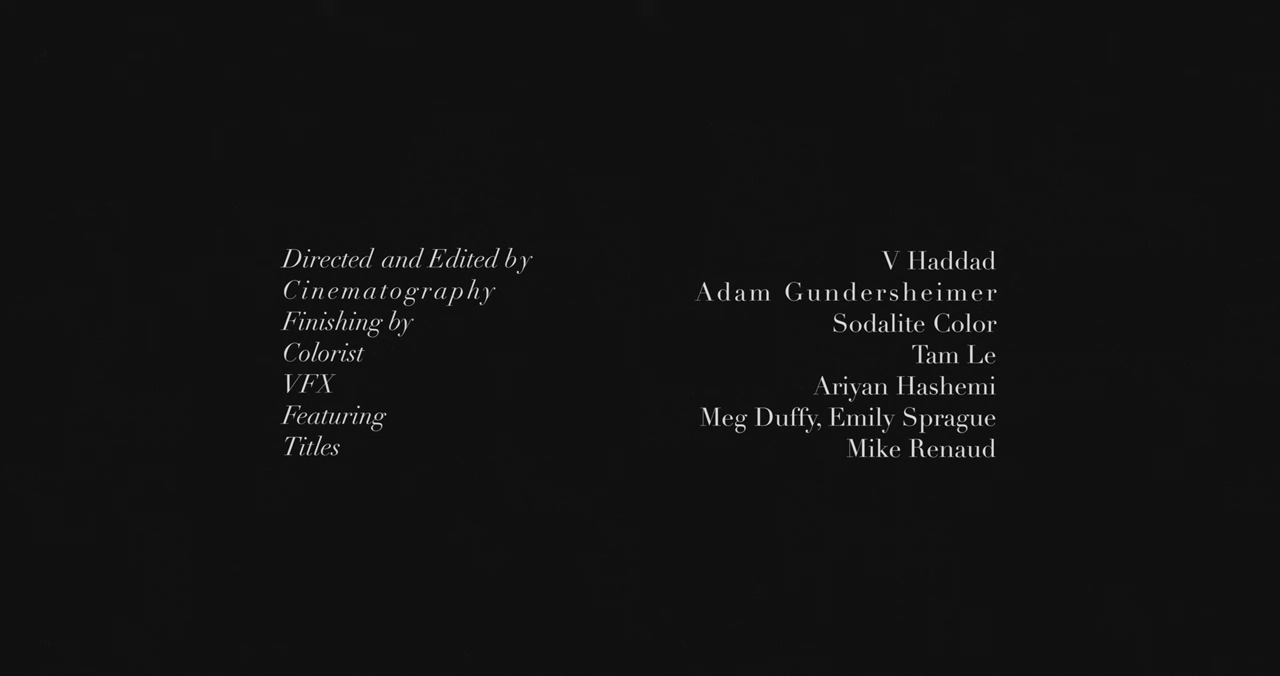 Directed and Edited by V Haddad
Cinematography Adam Gundersheimer
Finishing by Sodalite Color
Colorist Tam Le
VFX Ariyan Hashemi
Featuring Meg Duffy, Emily Sprague
Titles Mike Renaud